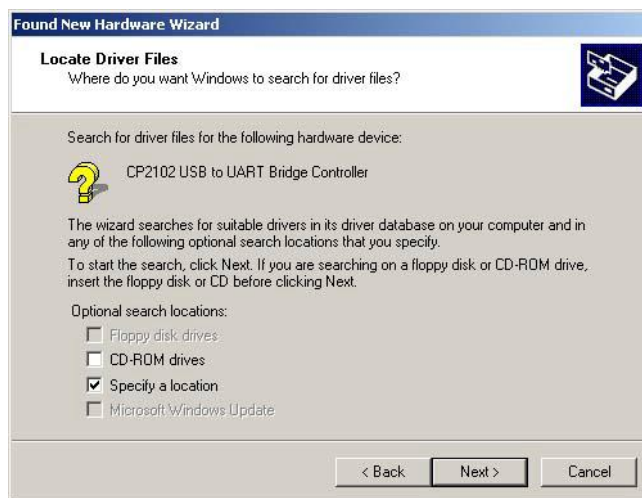 Found New Hardware Wizard
Locate Driver Files
Where do you want Windows to search for driver files?
Search for driver files for the following hardware device:
CP2102 USB to UART Bridge Controller
The wizard searches for suitable drivers in its driver database on your computer and in
any of the following optional search locations that you specify.
To start the search, click Next. If you are searching on a floppy disk or CD-ROM drive,
insert the floppy disk or CD before clicking Next.
Optional search locations:
Floppy disk drives
CD-ROM drives
Specify a location
Microsoft Windows Update
< Back
Next >
Cancel